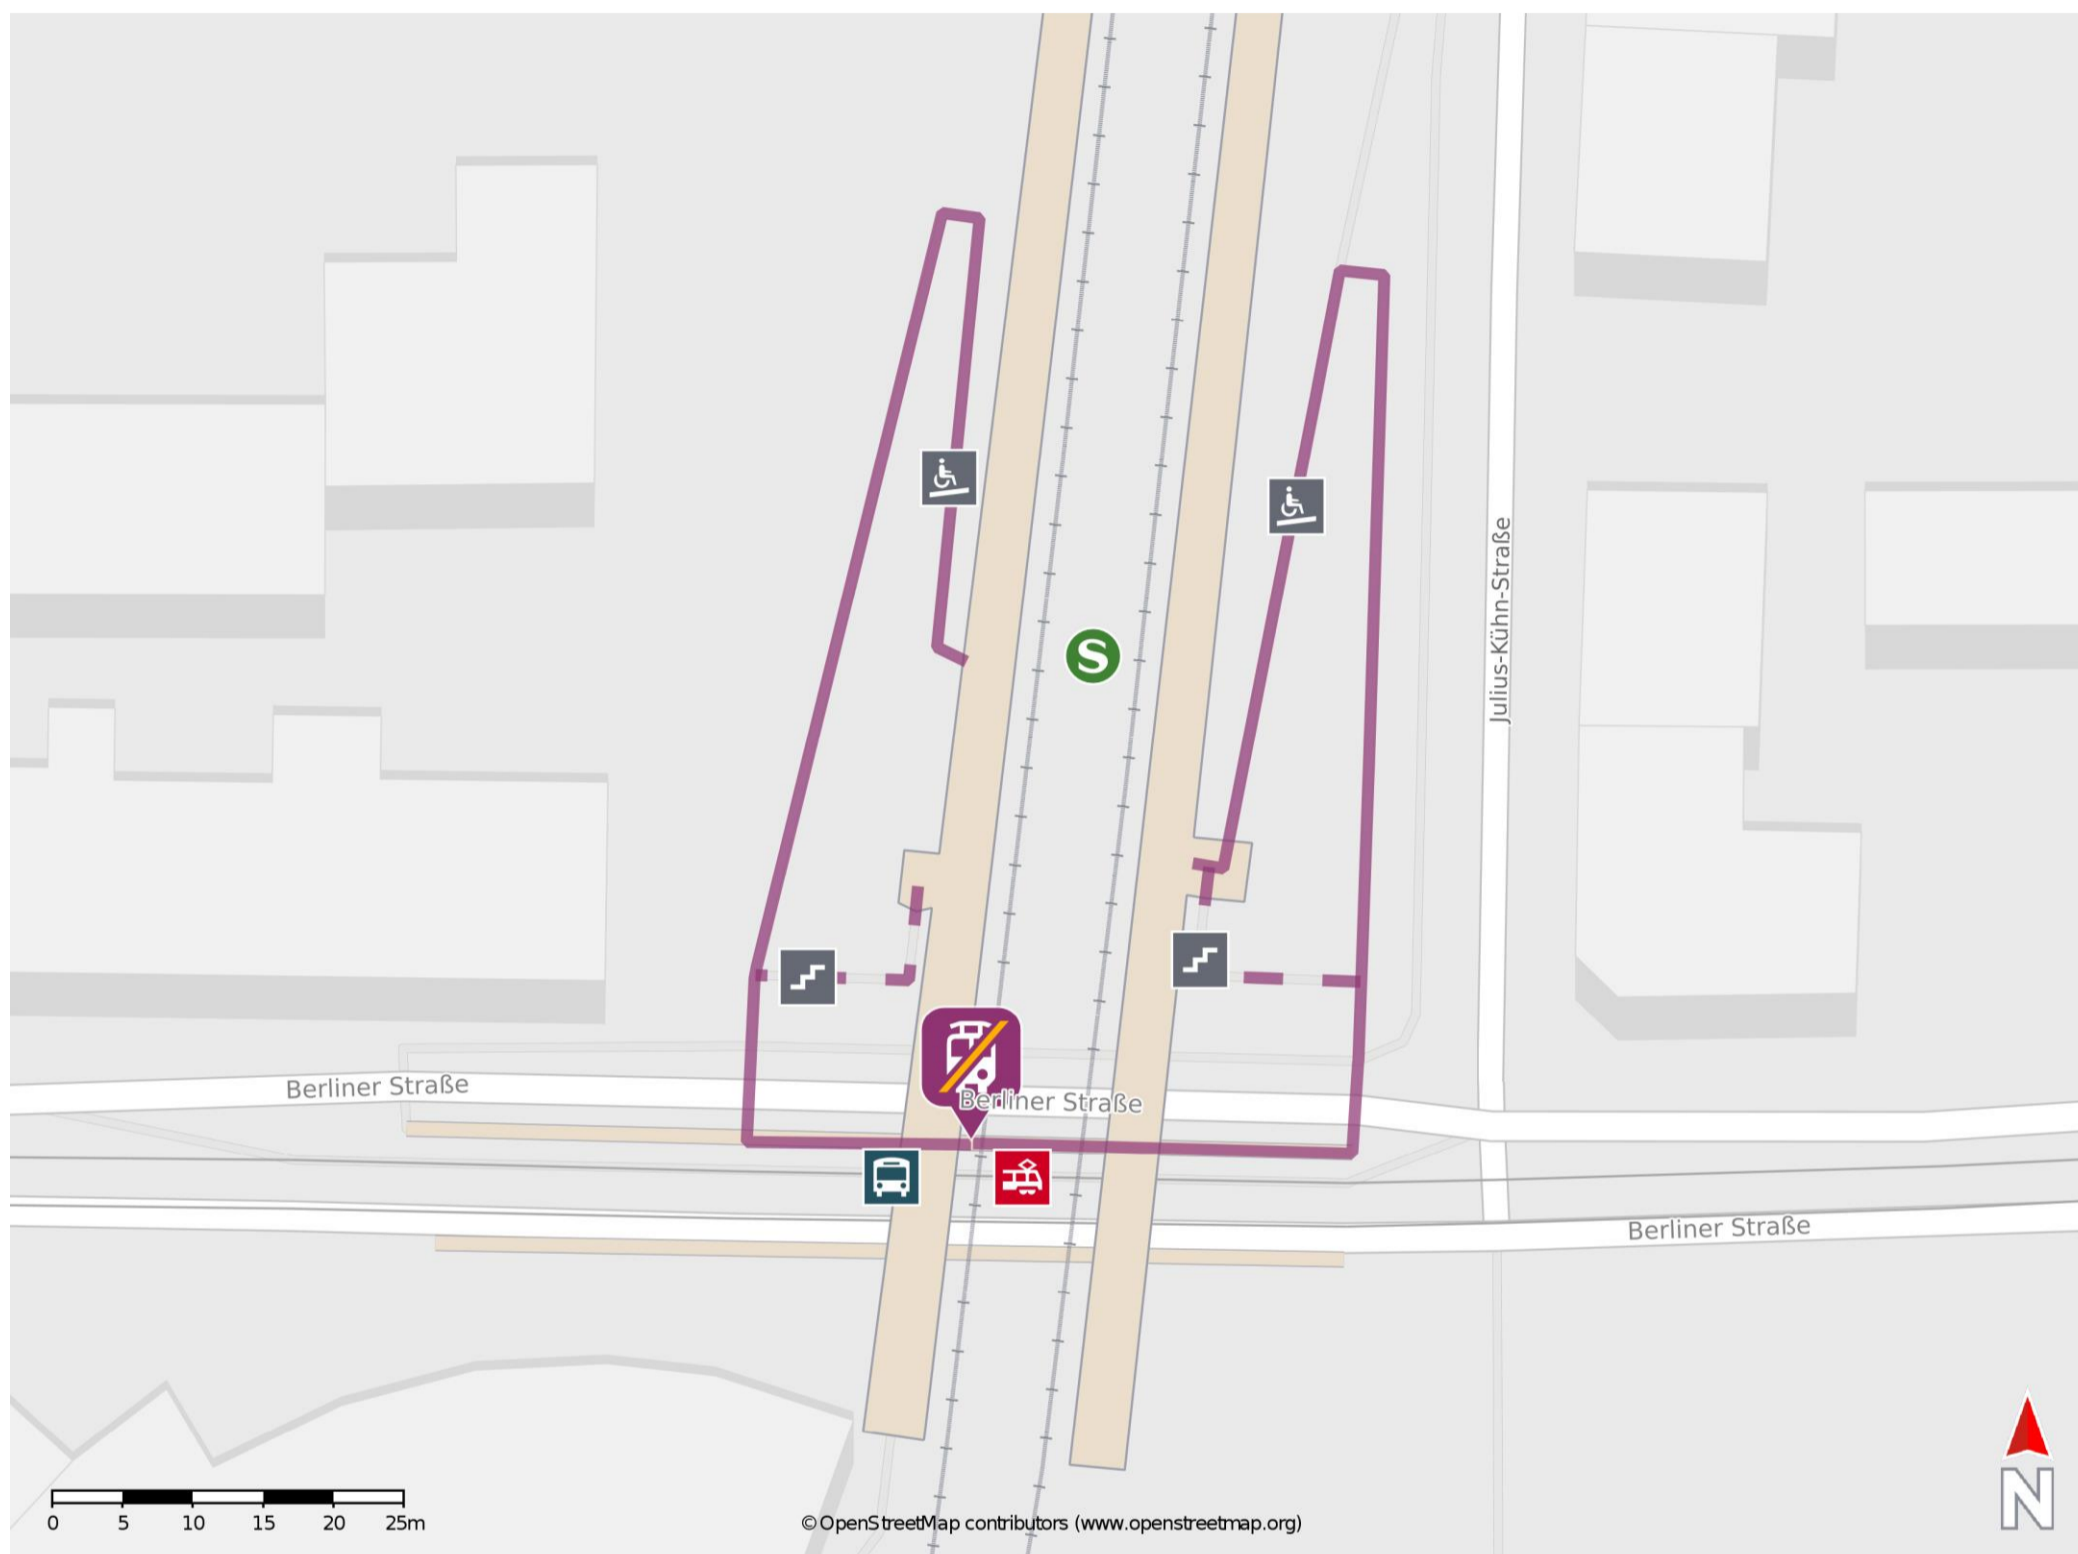 Julius-Kühn-Straße
S
Berliner Straße
Berliner Straße
Berliner Straße
N
0 5 10 15 20 25m
©OpenStreetMap contributors (www.openstreetmap.org)